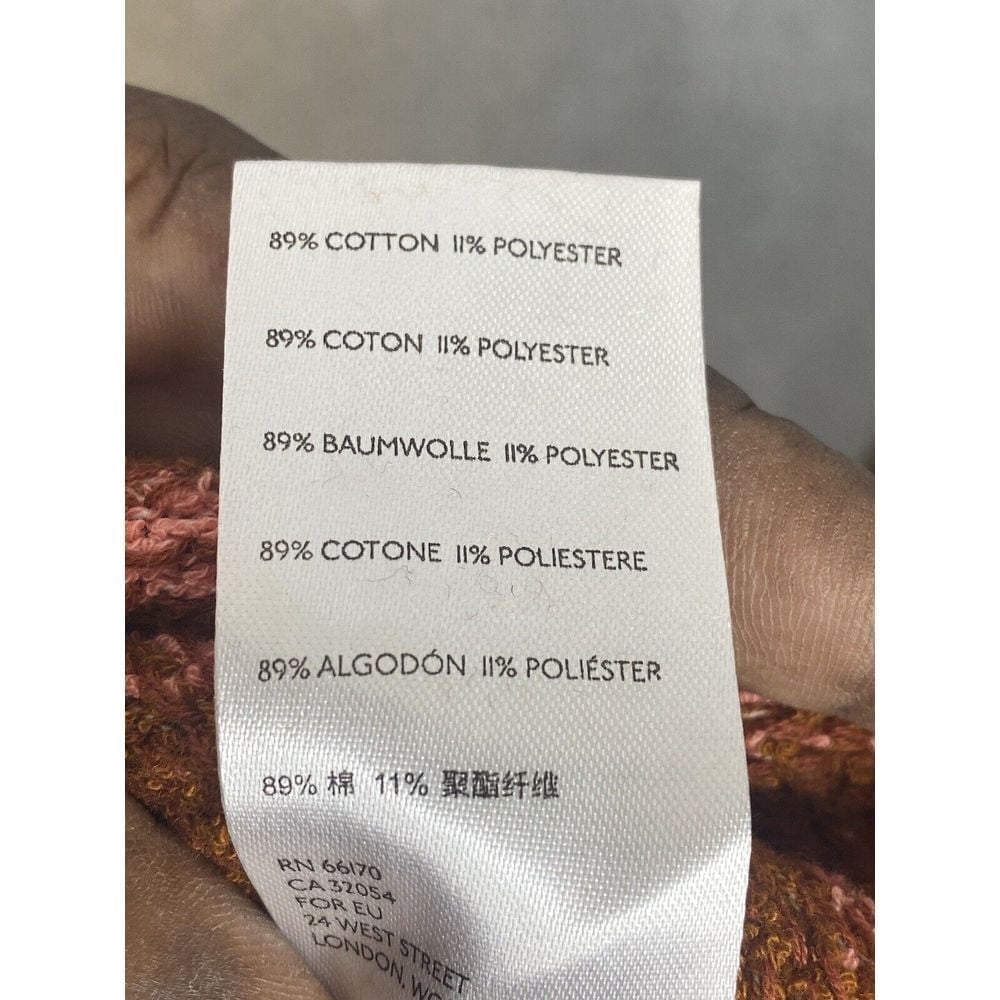 89% COTTON 11% POLYESTER
89% COTON 11% POLYESTER
89% BAUMWOLLE 11% POLYESTER
89% COTONE 11% POLIESTERE
89% ALGODÓN 11% POLIÉSTER
89% 棉 11% 聚酯纤维
RN 66170
CA 32054
FOR EU
24 WEST STREET
LONDON,